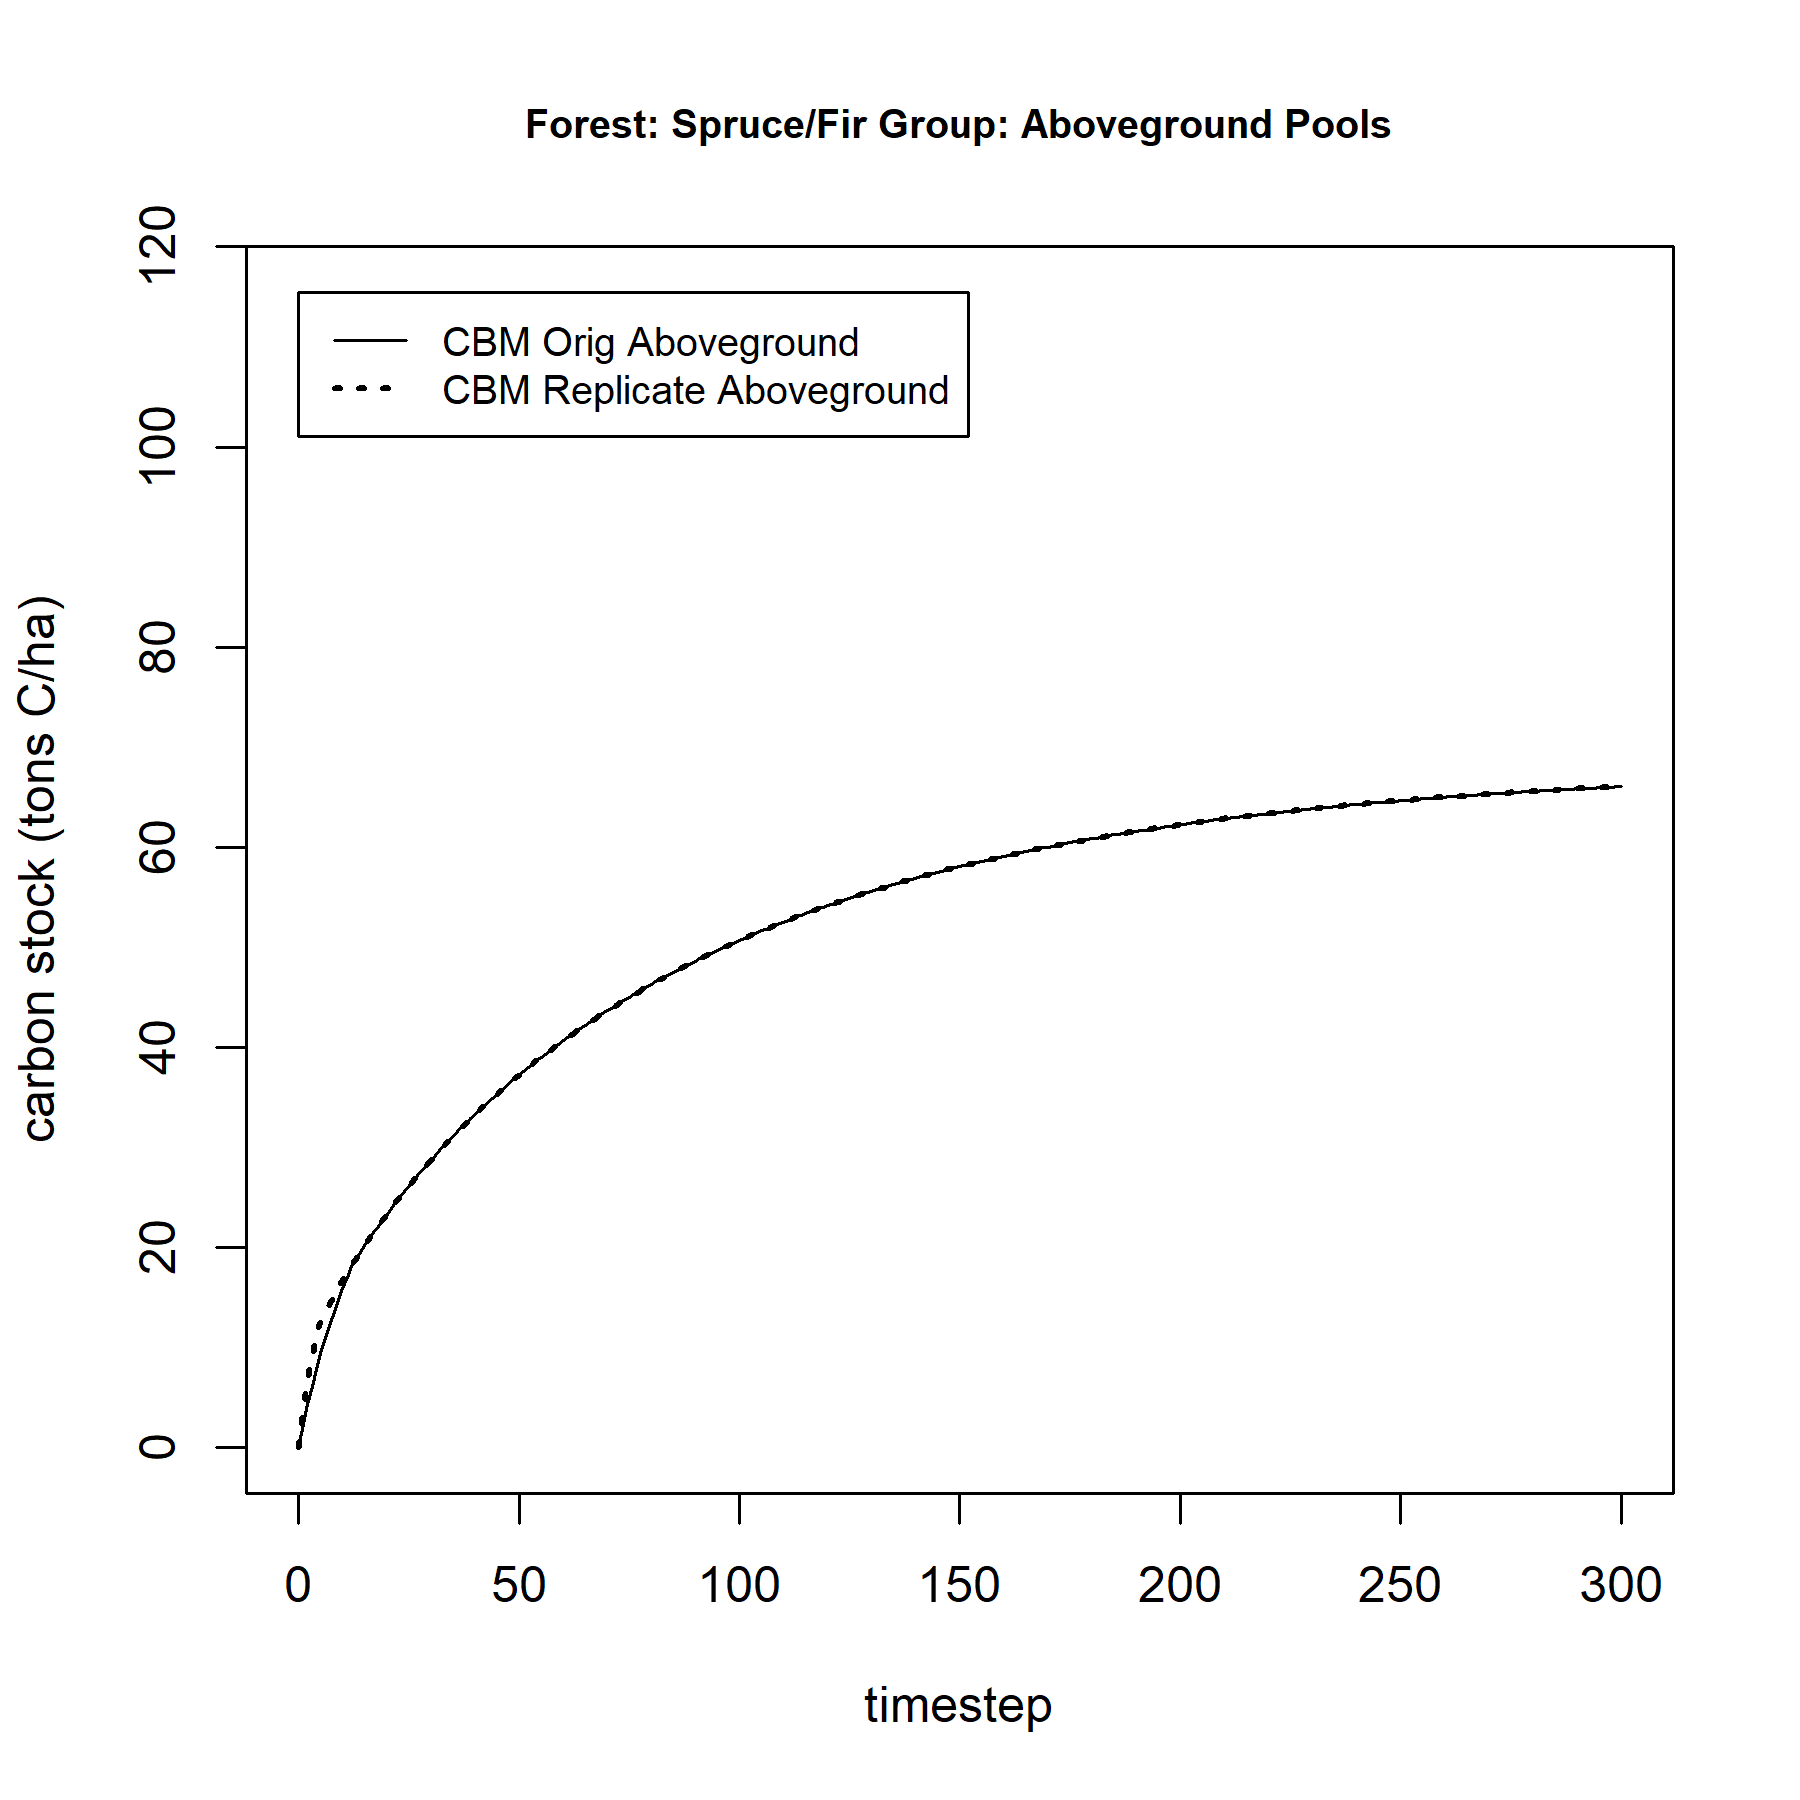 Forest: Spruce/Fir Group: Aboveground Pools
CBM Orig Aboveground
CBM Replicate Aboveground
carbon stock (tons C/ha)
120
100
80
60
40
20
0
0 50 100 150 200 250 300
timestep